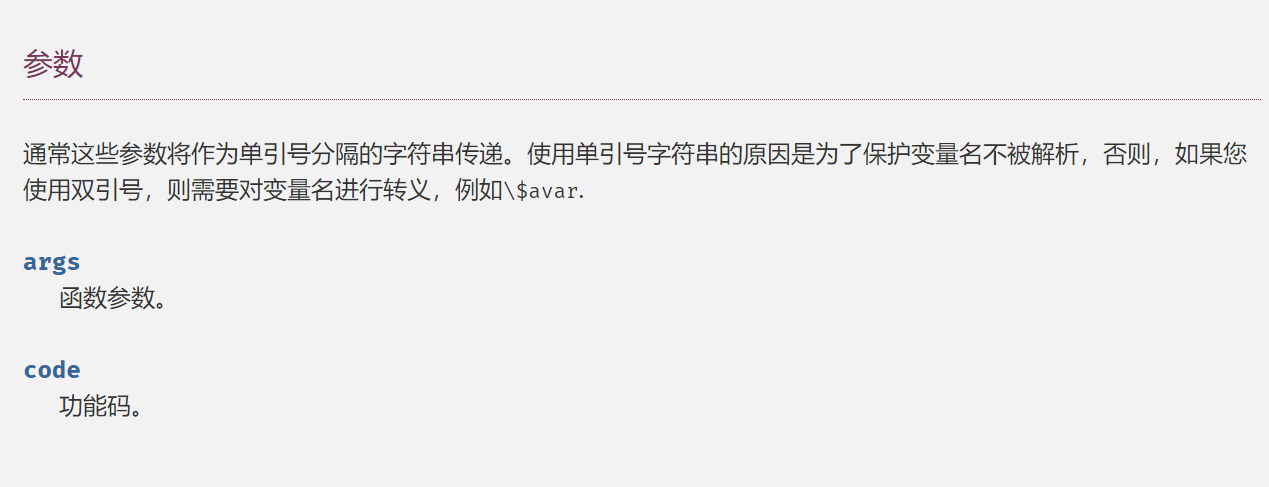 参数
通常这些参数将作为单引号分隔的字符串传递。使用单引号字符串的原因是为了保护变量名不被解析，否则，如果您
使用双引号，则需要对变量名进行转义，例如\$avar.
args
函数参数。
code
功能码。